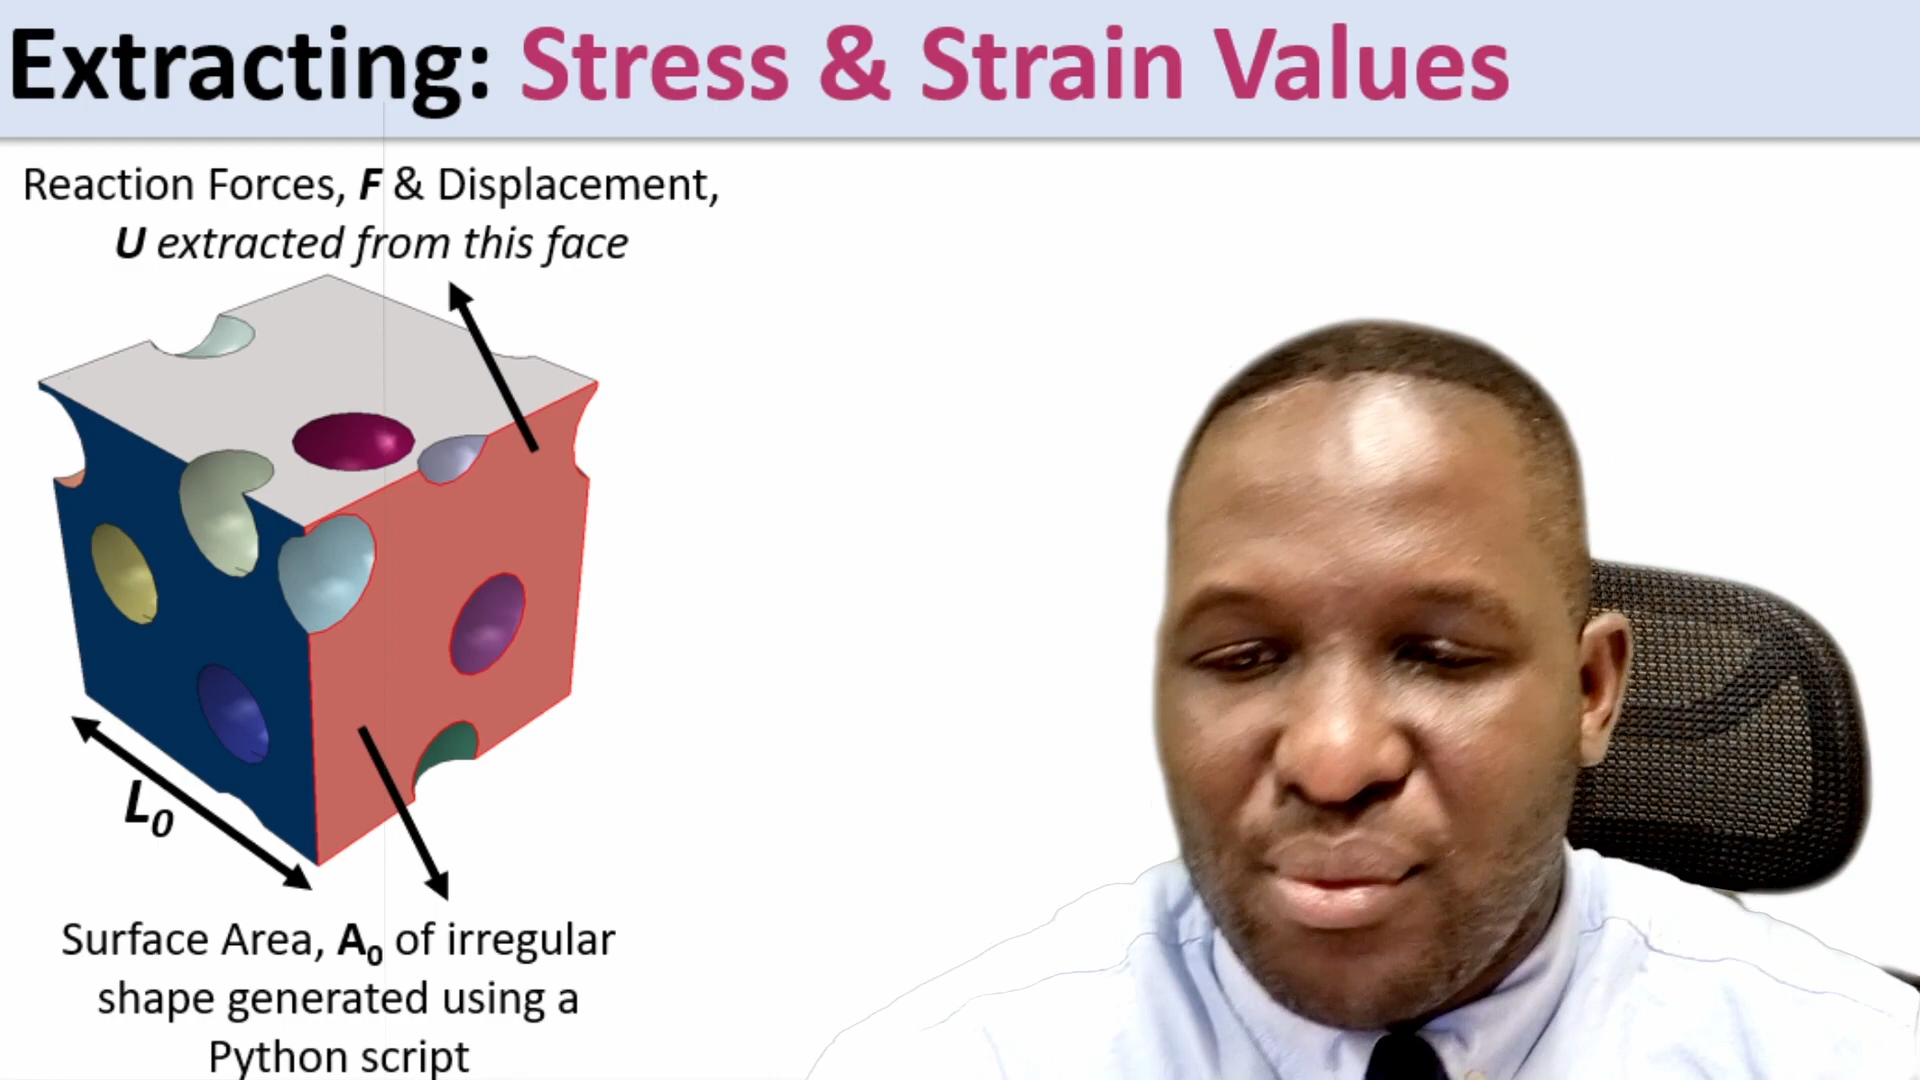 Extracting: Stress & Strain Values
Reaction Forces, F & Displacement,
U extracted from this face
L0
Surface Area, A0 of irregular
shape generated using a
Python script